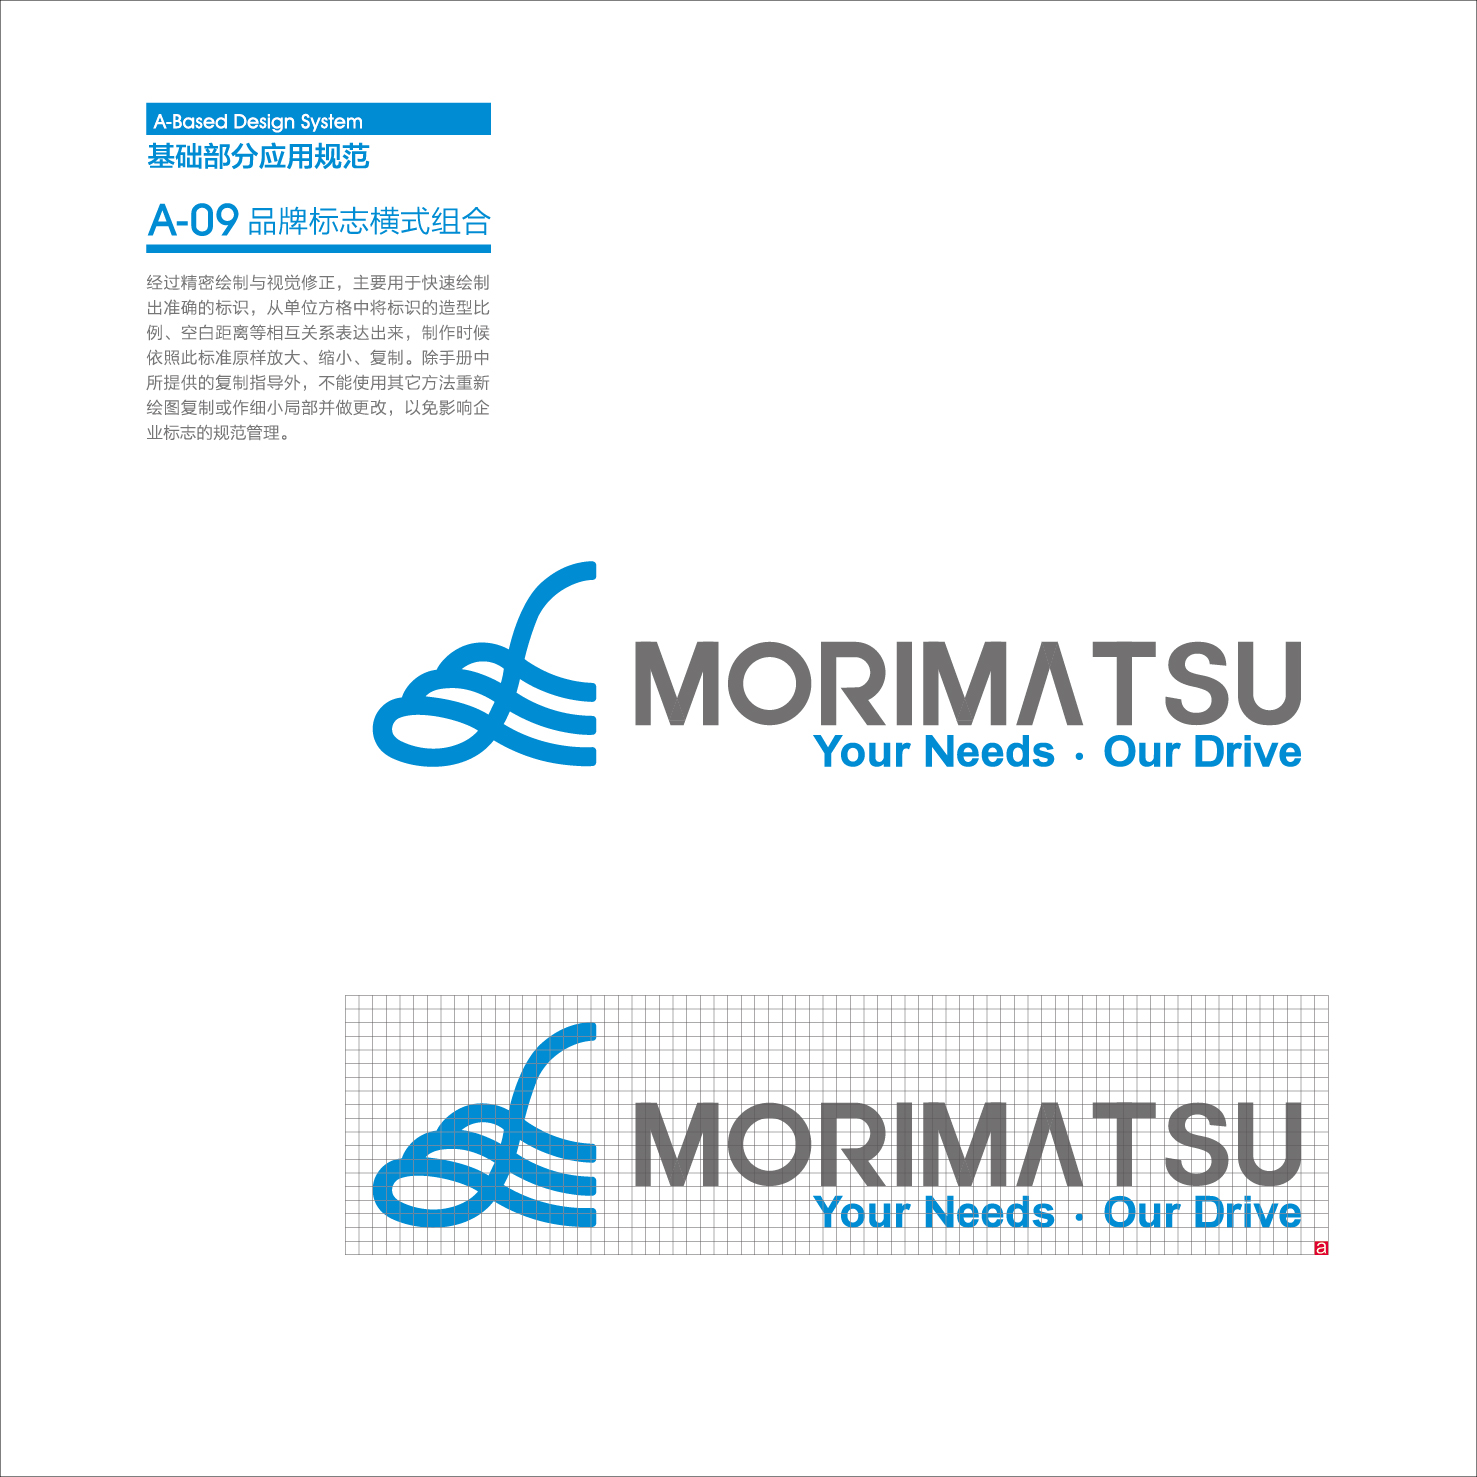 A-Based Design System
基础部分应用规范
A-09 品牌标志横式组合
经过精密绘制与视觉修正，主要用于快速绘制
出准确的标识，从单位方格中将标识的造型比
例、空白距离等相互关系表达出来，制作时候
依照此标准原样放大、缩小、复制。除手册中
所提供的复制指导外，不能使用其它方法重新
绘图复制或作细小局部并做更改，以免影响企
业标志的规范管理。
MORIMATSU
Your Needs · Our Drive
MORIMATSU
Your Needs · Our Drive
a